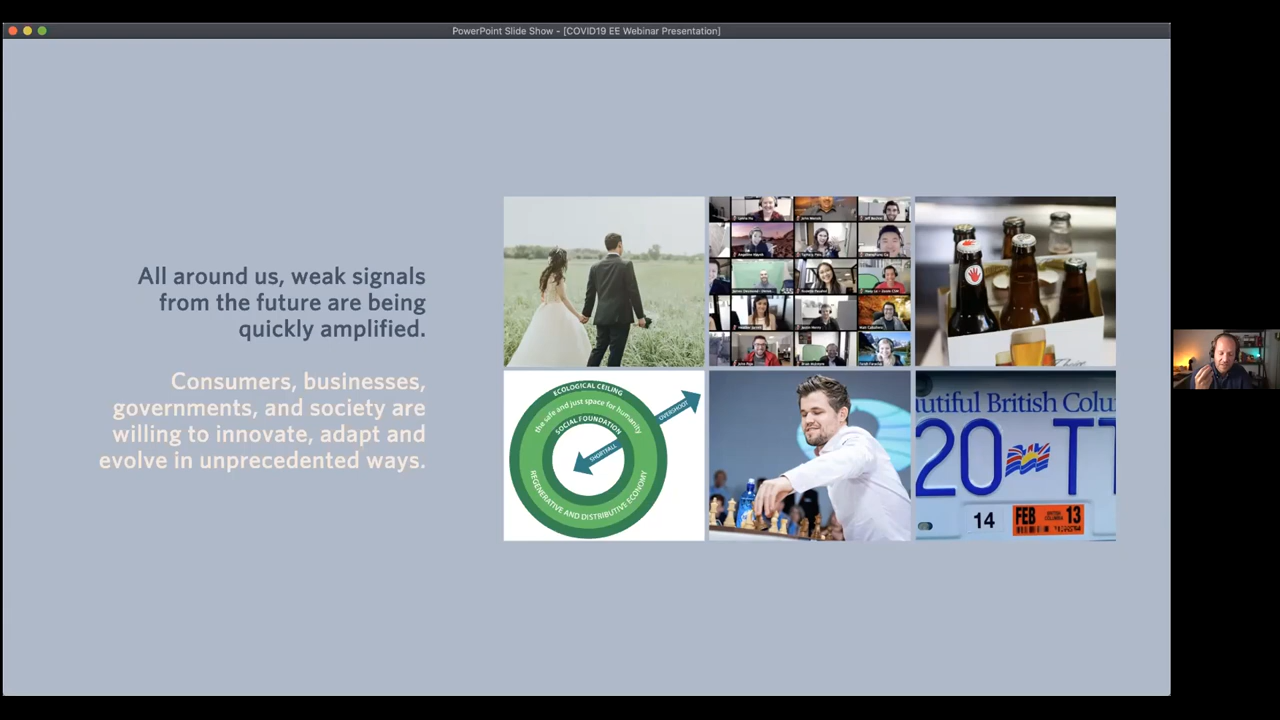 PowerPoint Slide Show - [COVID19 EE Webinar Presentation]
All around us, weak signals
from the future are being
quickly amplified.
Consumers, businesses,
governments, and society are
willing to innovate, adapt and
evolve in unprecedented ways.
ECOLOGICAL CEILING
the safe and just space for humanity
SOCIAL FOUNDATION
OVERSHOOT
SHORTFALL
REGENERATIVE AND DISTRIBUTIVE ECONOMY
autiful British Colu
20 TT
14
FEB
13